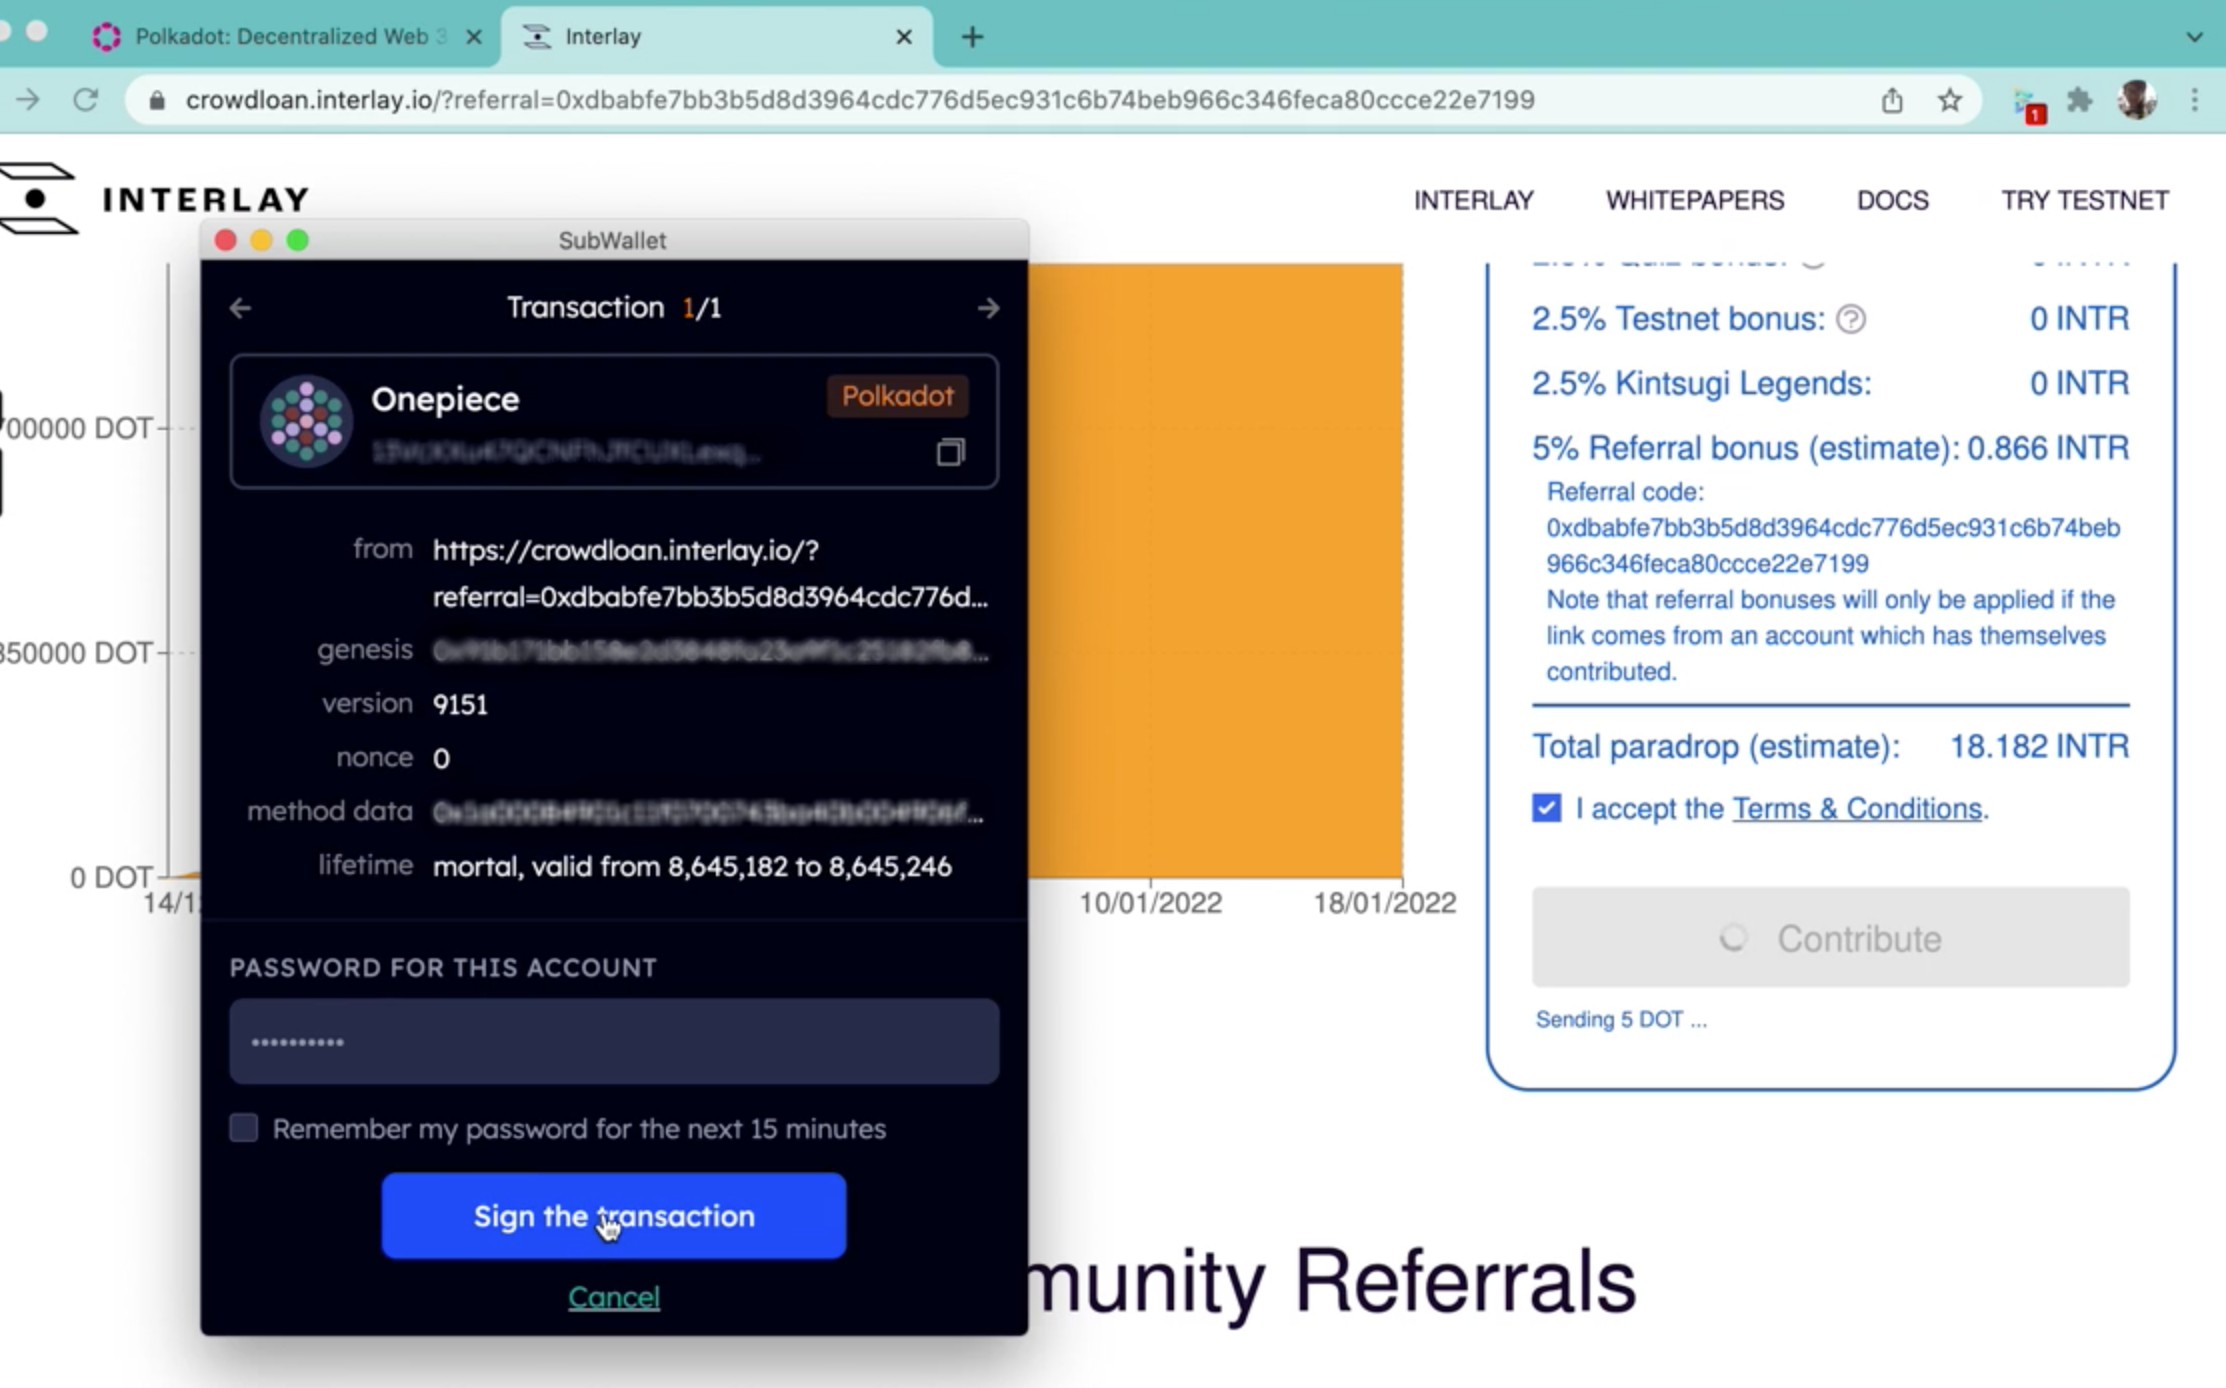 Polkadot: Decentralized Web 3
Interlay
crowdloan.interlay.io/?referral=0xdbabfe7bb3b5d8d3964cdc776d5ec931c6b74beb966c346feca80ccce22e7199
1
INTERLAY
INTERLAY
WHITEPAPERS
DOCS
TRY TESTNET
SubWallet
Transaction 1/1
Onepiece
Polkadot
from https://crowdloan.interlay.io/?
referral=0xdbabfe7bb3b5d8d3964cdc776d...
genesis
version 9151
nonce 0
method data
lifetime mortal, valid from 8,645,182 to 8,645,246
PASSWORD FOR THIS ACCOUNT
••••••••••
Remember my password for the next 15 minutes
Sign the transaction
Cancel
00000 DOT
350000 DOT
0 DOT
14/1
10/01/2022
18/01/2022
2.5% Testnet bonus: ? 0 INTR
2.5% Kintsugi Legends: 0 INTR
5% Referral bonus (estimate): 0.866 INTR
Referral code:
0xdbabfe7bb3b5d8d3964cdc776d5ec931c6b74beb
966c346feca80ccce22e7199
Note that referral bonuses will only be applied if the
link comes from an account which has themselves
contributed.
Total paradrop (estimate): 18.182 INTR
I accept the Terms & Conditions.
Contribute
Sending 5 DOT ...
munity Referrals